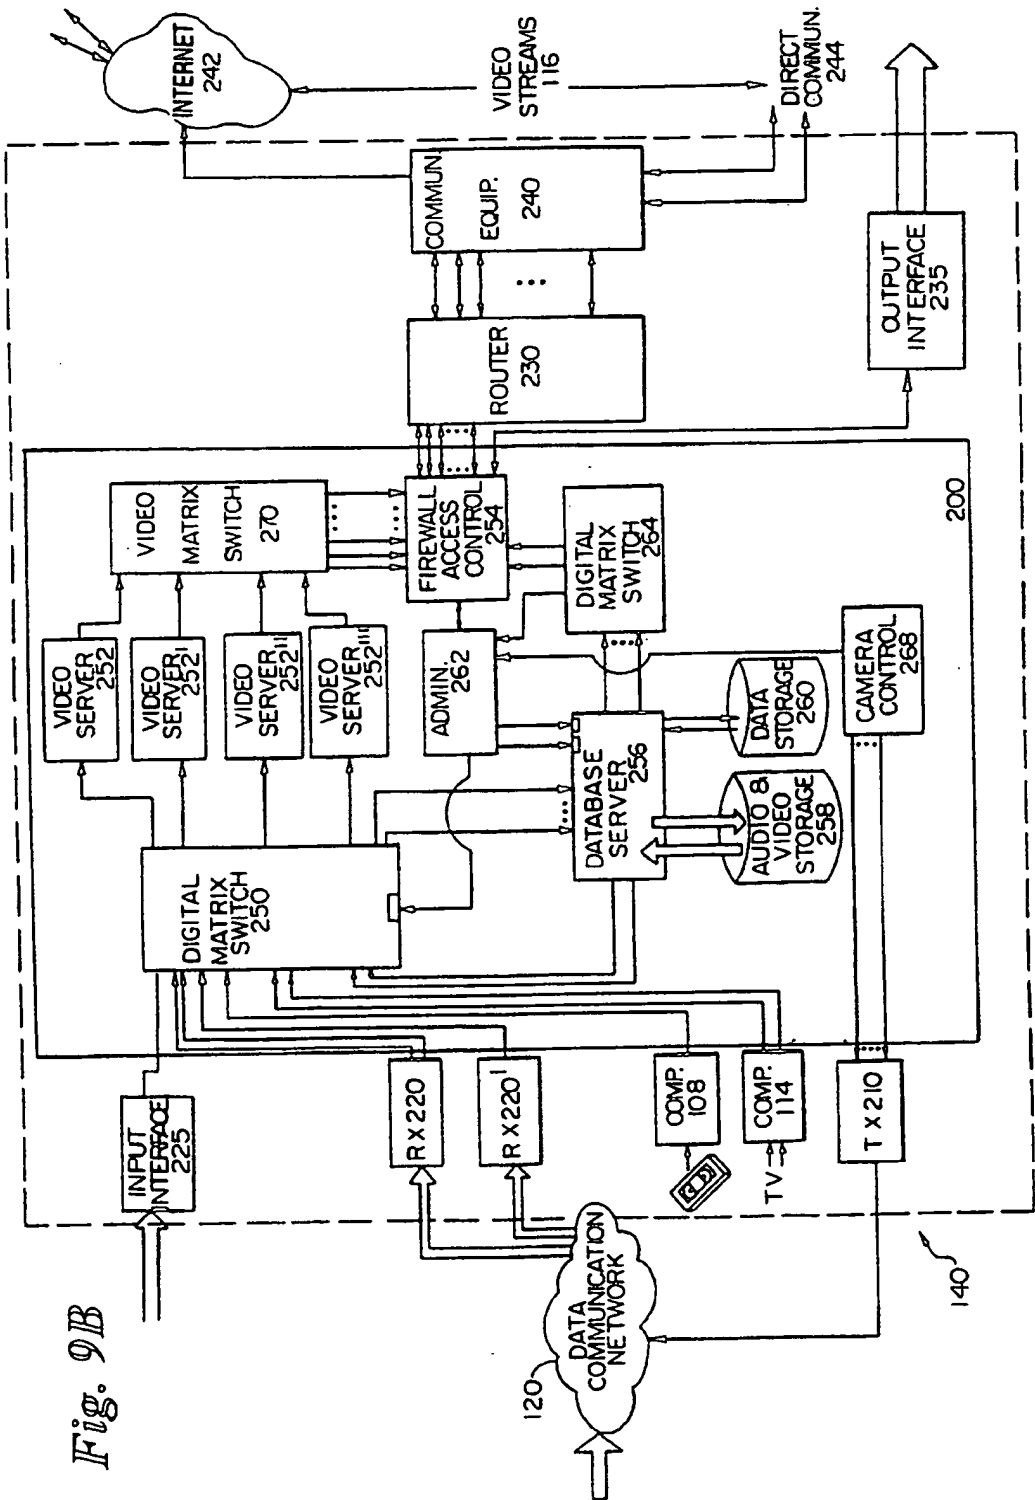 Fig. 9B
INPUT
INTERFACE
225
RX220
RX220'
COMP.
108
COMP.
114
TV
TX210
120
DATA
COMMUNICATION
NETWORK
140
DIGITAL
MATRIX
SWITCH
250
VIDEO
SERVER
252
VIDEO
SERVER
252'
VIDEO
SERVER
252''
VIDEO
SERVER
252'''
VIDEO
MATRIX
SWITCH
270
ADMIN.
262
FIREWALL
ACCESS
CONTROL
254
DATABASE
SERVER
256
DIGITAL
MATRIX
SWITCH
264
AUDIO &
VIDEO
STORAGE
258
DATA
STORAGE
260
CAMERA
CONTROL
268
200
ROUTER
230
COMMUN.
EQUIP.
240
OUTPUT
INTERFACE
235
INTERNET
242
VIDEO
STREAMS
116
DIRECT
COMMUN.
244